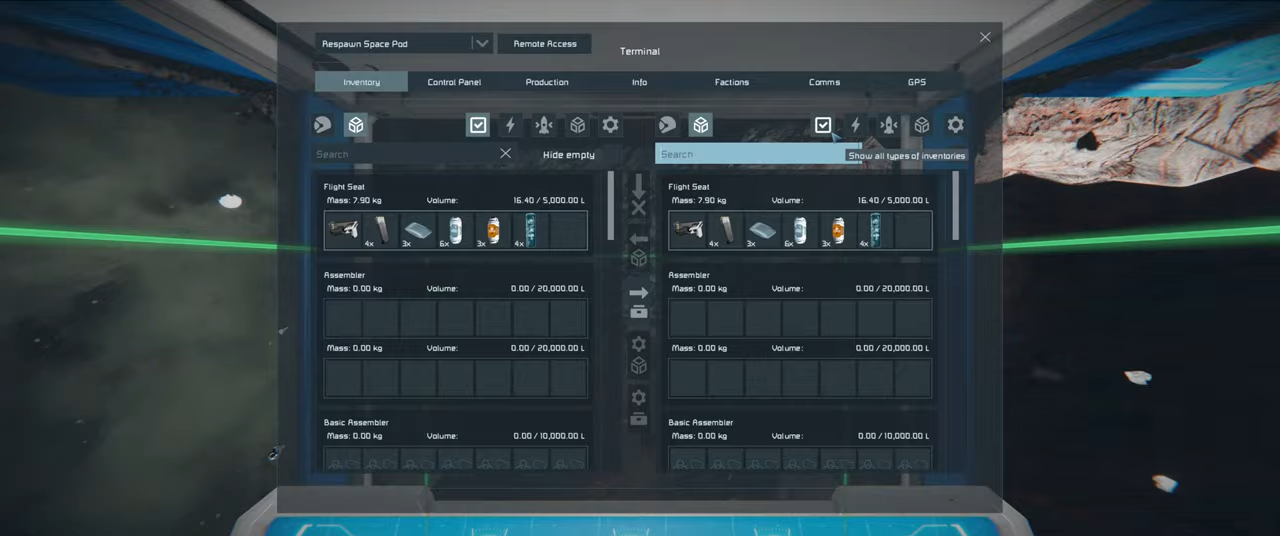 Respawn Space Pod
Remote Access
Terminal
Inventory
Control Panel
Production
Info
Factions
Comms
GPS
Search
Hide empty
Flight Seat
Mass: 7.90 kg
Volume:
16.40 / 5,000.00 L
4x
3x
6x
3x
4x
Assembler
Mass: 0.00 kg
Volume:
0.00 / 20,000.00 L
Mass: 0.00 kg
Volume:
0.00 / 20,000.00 L
Basic Assembler
Mass: 0.00 kg
Volume:
0.00 / 10,000.00 L
Search
Show all types of inventories
Flight Seat
Mass: 7.90 kg
Volume:
16.40 / 5,000.00 L
4x
3x
6x
3x
4x
Assembler
Mass: 0.00 kg
Volume:
0.00 / 20,000.00 L
Mass: 0.00 kg
Volume:
0.00 / 20,000.00 L
Basic Assembler
Mass: 0.00 kg
Volume:
0.00 / 10,000.00 L